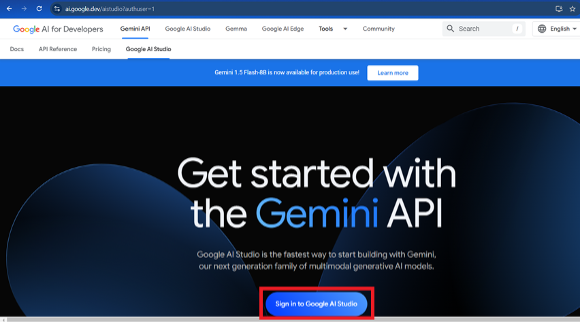 ai.google.dev/aistudio?authuser=1
Google AI for Developers Gemini API Google AI Studio Gemma Google AI Edge Tools Community Search / English
Docs API Reference Pricing Google AI Studio
Gemini 1.5 Flash-8B is now available for production use! Learn more
Get started with
the Gemini API
Google AI Studio is the fastest way to start building with Gemini,
our next generation family of multimodal generative AI models.
Sign in to Google AI Studio